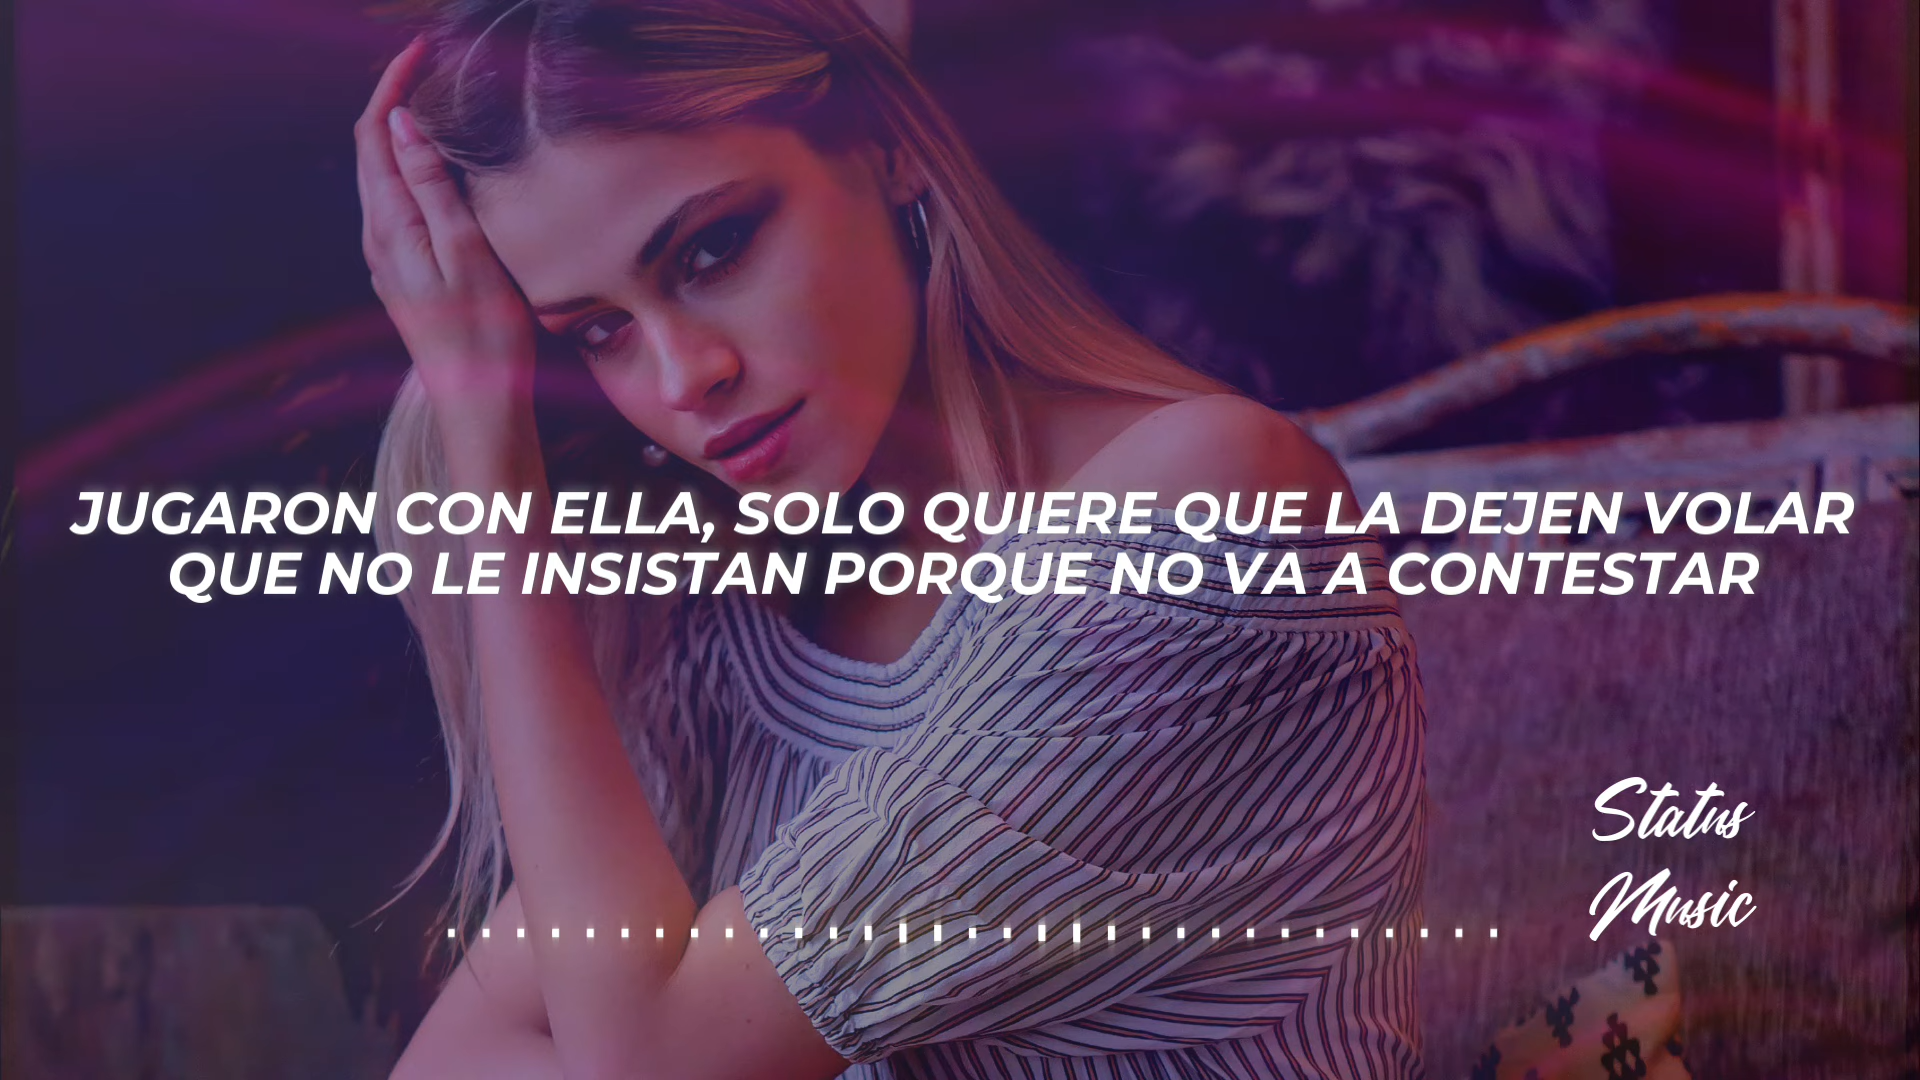 JUGARON CON ELLA, SOLO QUIERE QUE LA DEJEN VOLAR
QUE NO LE INSISTAN PORQUE NO VA A CONTESTAR
Status
Music